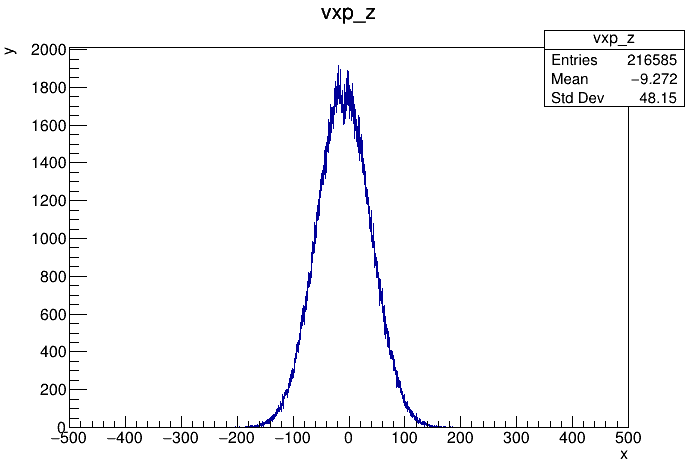 vxp_z
y
vxp_z
Entries 216585
Mean −9.272
Std Dev 48.15
2000
1800
1600
1400
1200
1000
800
600
400
200
0
−500 −400 −300 −200 −100 0 100 200 300 400 500
x